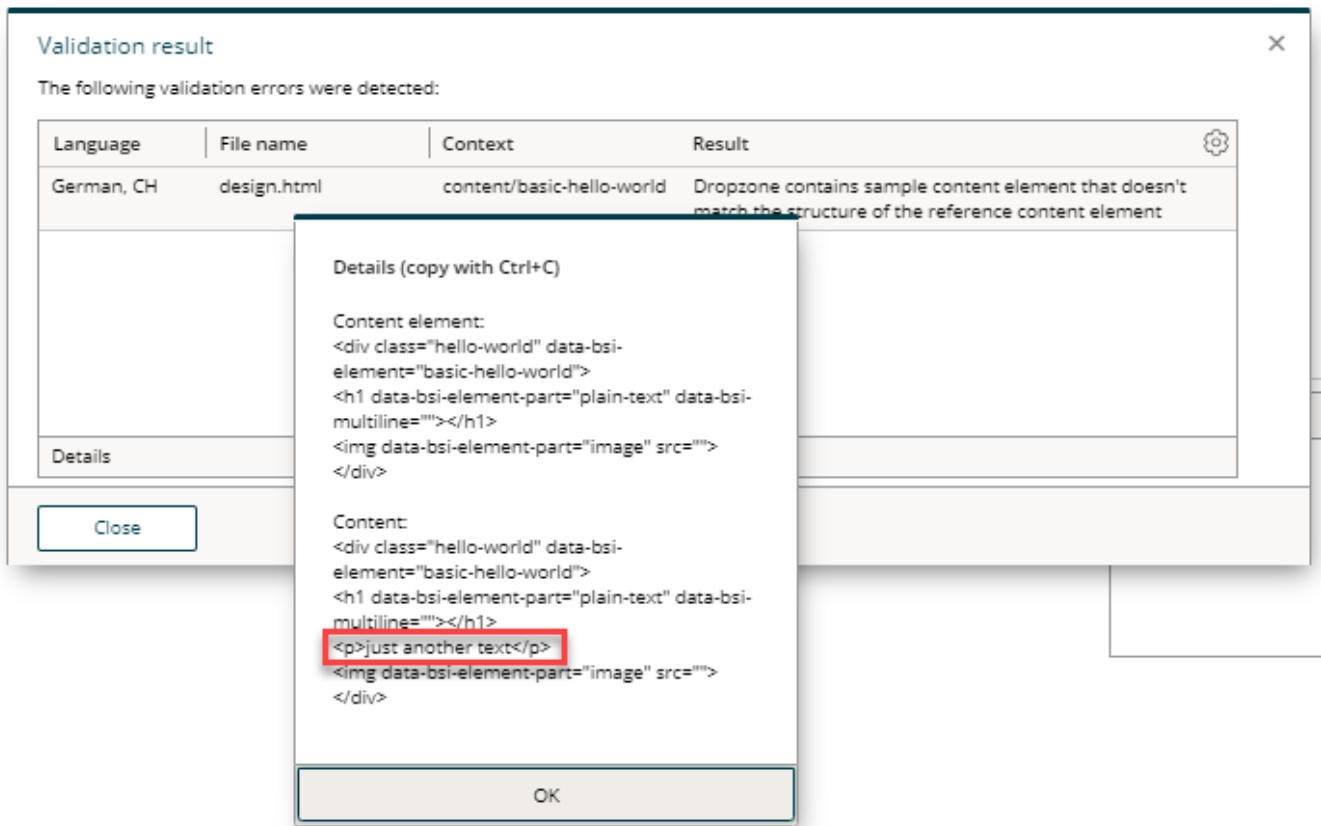 Validation result
The following validation errors were detected:
Language File name Context Result
German, CH design.html content/basic-hello-world Dropzone contains sample content element that doesn't
match the structure of the reference content element
Details (copy with Ctrl+C)
Content element:
<div class="hello-world" data-bsi-
element="basic-hello-world">
<h1 data-bsi-element-part="plain-text" data-bsi-
multiline=""></h1>
<img data-bsi-element-part="image" src="">
</div>
Details
Close
Content:
<div class="hello-world" data-bsi-
element="basic-hello-world">
<h1 data-bsi-element-part="plain-text" data-bsi-
multiline=""></h1>
<p>just another text</p>
<img data-bsi-element-part="image" src="">
</div>
OK